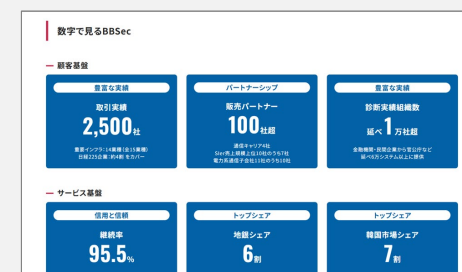 数字で見るBBSec
顧客基盤
豊富な実績
取引実績
2,500社
重要インフラ：14業種（全15業種）
日経225企業：約4割 をカバー
パートナーシップ
販売パートナー
100社超
通信キャリア4社
SIer売上規模上位10社のうち7社
電力系通信子会社11社のうち10社
豊富な実績
診断実績組織数
延べ1万社超
金融機関・民間企業から官公庁など
延べ6万システム以上に提供
サービス基盤
信用と信頼
継続率
95.5%
トップシェア
地銀シェア
6割
トップシェア
韓国市場シェア
7割